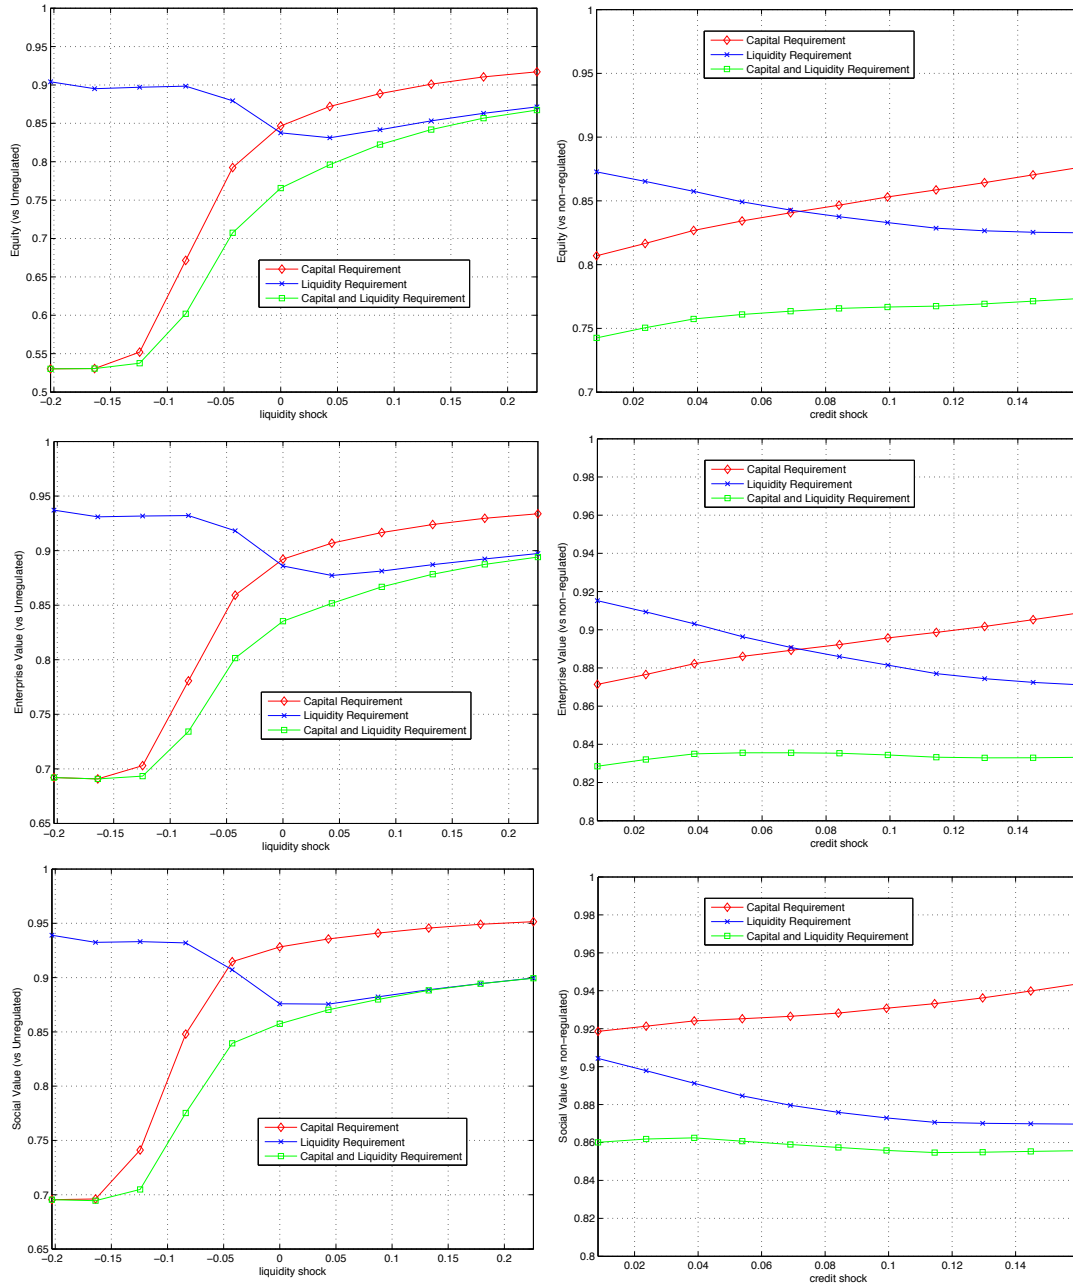 1
0.95
0.9
0.85
0.8
0.75
0.7
0.65
0.6
0.55
0.5
Equity (vs Unregulated)
Capital Requirement
Liquidity Requirement
Capital and Liquidity Requirement
−0.2 −0.15 −0.1 −0.05 0 0.05 0.1 0.15 0.2
liquidity shock
1
0.95
0.9
0.85
0.8
0.75
0.7
Equity (vs non−regulated)
Capital Requirement
Liquidity Requirement
Capital and Liquidity Requirement
0.02 0.04 0.06 0.08 0.1 0.12 0.14
credit shock
1
0.95
0.9
0.85
0.8
0.75
0.7
0.65
Enterprise Value (vs Unregulated)
Capital Requirement
Liquidity Requirement
Capital and Liquidity Requirement
−0.2 −0.15 −0.1 −0.05 0 0.05 0.1 0.15 0.2
liquidity shock
1
0.98
0.96
0.94
0.92
0.9
0.88
0.86
0.84
0.82
0.8
Enterprise Value (vs non−regulated)
Capital Requirement
Liquidity Requirement
Capital and Liquidity Requirement
0.02 0.04 0.06 0.08 0.1 0.12 0.14
credit shock
1
0.95
0.9
0.85
0.8
0.75
0.7
0.65
Social Value (vs Unregulated)
Capital Requirement
Liquidity Requirement
Capital and Liquidity Requirement
−0.2 −0.15 −0.1 −0.05 0 0.05 0.1 0.15 0.2
liquidity shock
1
0.98
0.96
0.94
0.92
0.9
0.88
0.86
0.84
0.82
0.8
Social Value (vs non−regulated)
Capital Requirement
Liquidity Requirement
Capital and Liquidity Requirement
0.02 0.04 0.06 0.08 0.1 0.12 0.14
credit shock